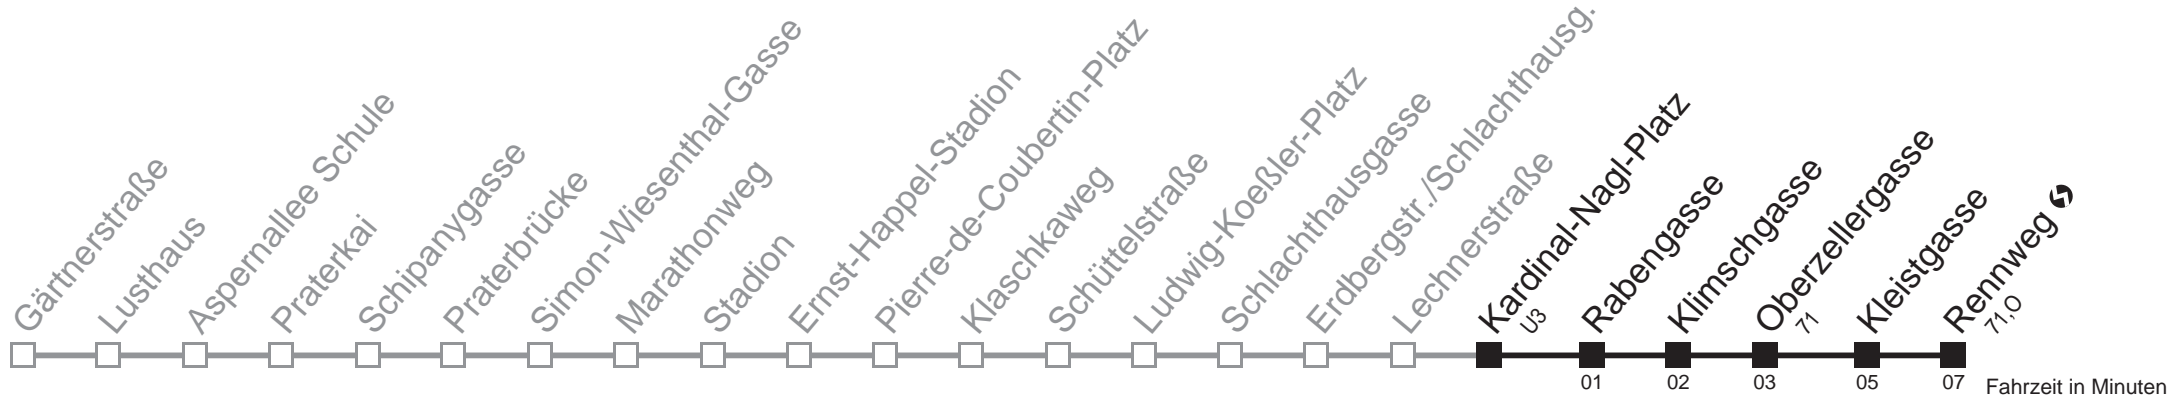 Gärtnerstraße
Lusthaus
Aspernallee Schule
Praterkai
Schipanygasse
Praterbrücke
Simon-Wiesenthal-Gasse
Marathonweg
Stadion
Ernst-Happel-Stadion
Pierre-de-Coubertin-Platz
Klaschkaweg
Schüttelstraße
Ludwig-Koeßler-Platz
Schlachthausgasse
Erdbergstr./Schlachthausg.
Lechnerstraße
Kardinal-Nagl-Platz
U3
Rabengasse
Klimschgasse
Oberzellergasse
71
Kleistgasse
Rennweg
71,O
01 02 03 05 07 Fahrzeit in Minuten